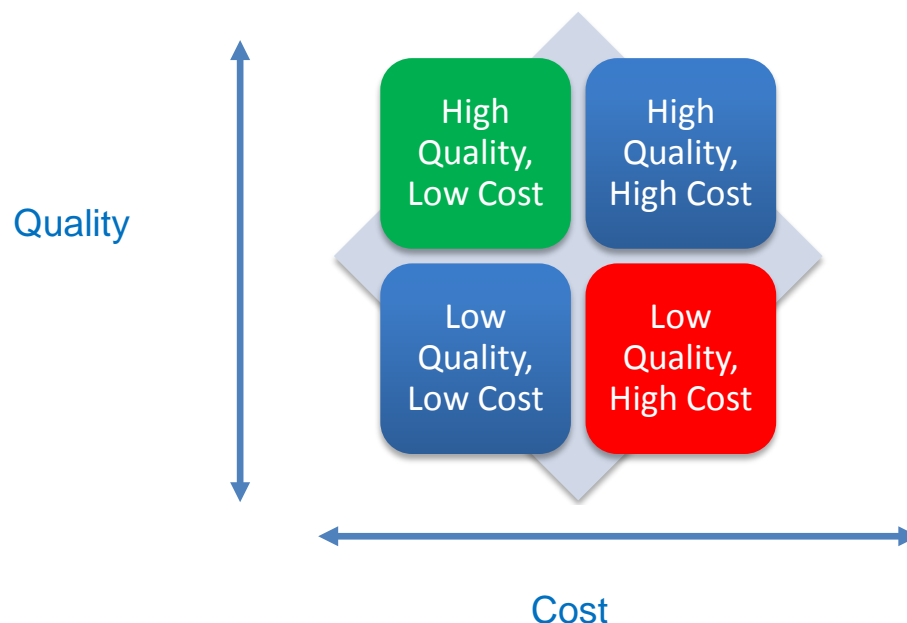 High
Quality,
Low Cost
High
Quality,
High Cost
Quality
Low
Quality,
Low Cost
Low
Quality,
High Cost
Cost